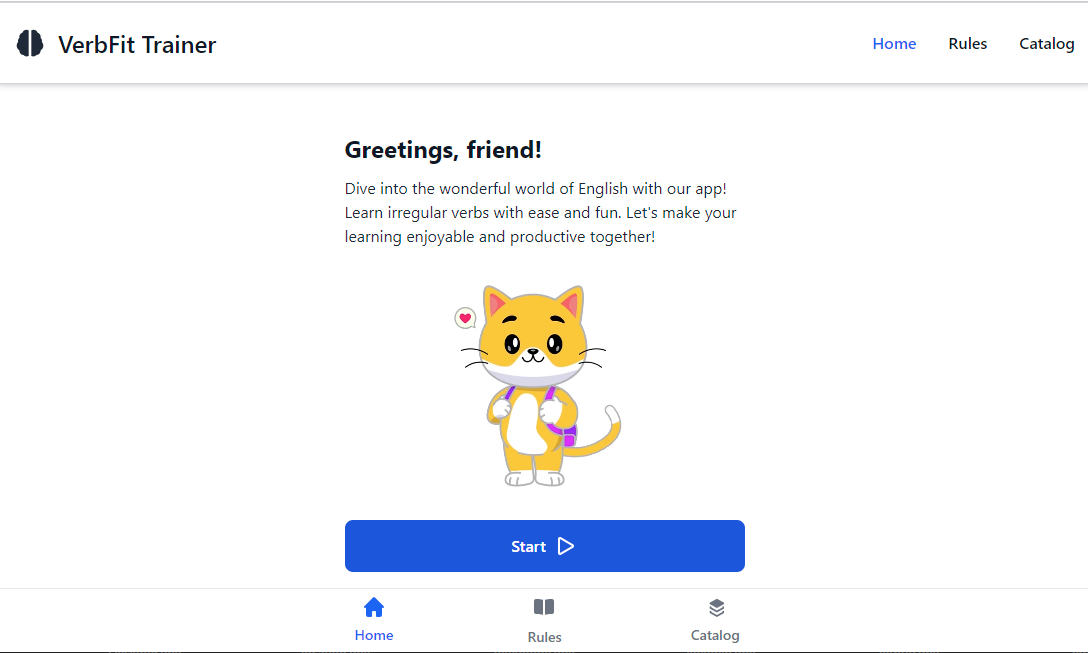 VerbFit Trainer
Home
Rules
Catalog
Greetings, friend!
Dive into the wonderful world of English with our app!
Learn irregular verbs with ease and fun. Let's make your
learning enjoyable and productive together!
Start
Home
Rules
Catalog